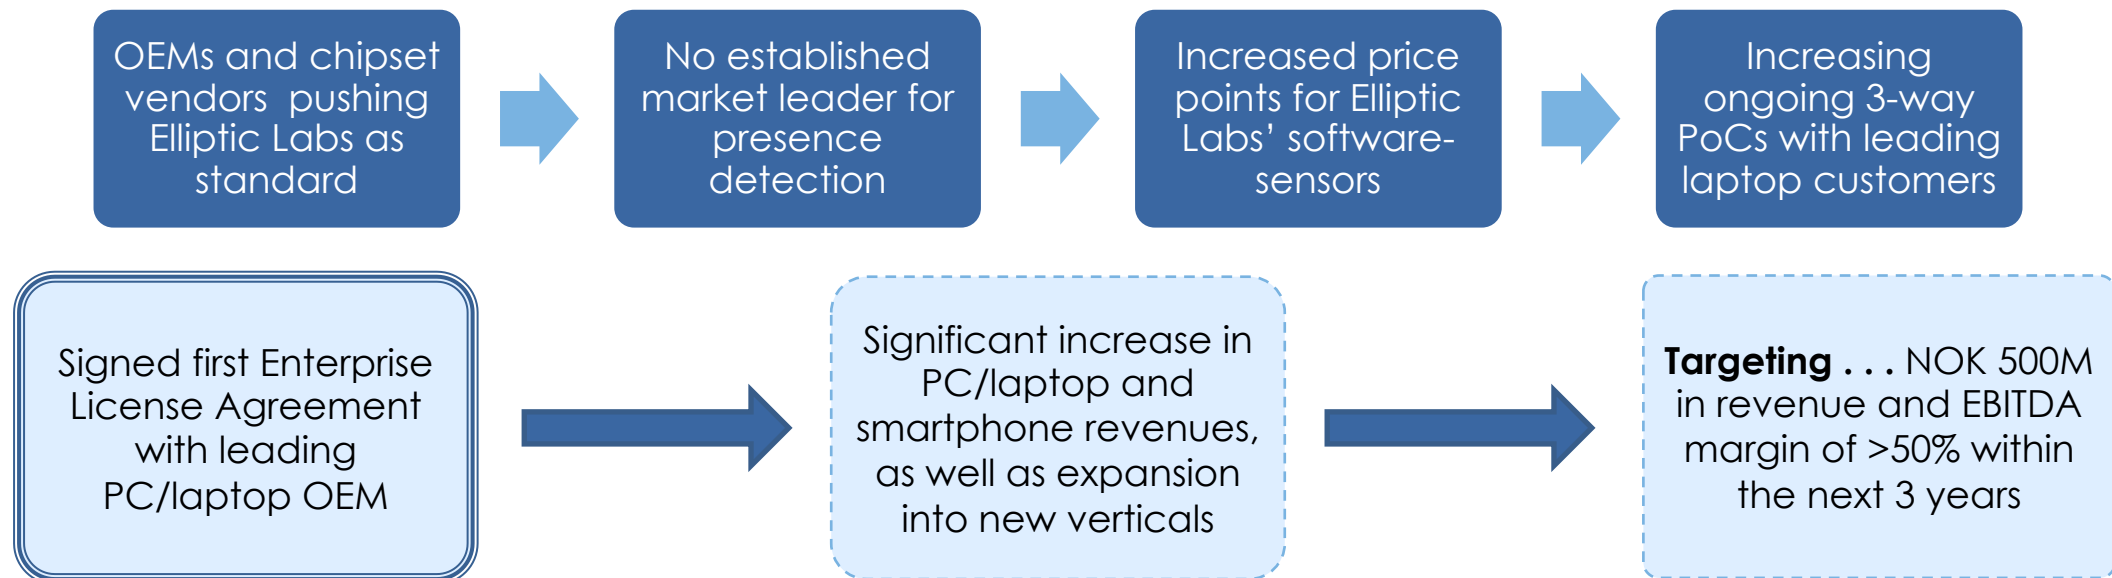 OEMs and chipset
vendors pushing
Elliptic Labs as
standard
No established
market leader for
presence
detection
Increased price
points for Elliptic
Labs’ software-
sensors
Increasing
ongoing 3-way
PoCs with leading
laptop customers
Signed first Enterprise
License Agreement
with leading
PC/laptop OEM
Significant increase in
PC/laptop and
smartphone revenues,
as well as expansion
into new verticals
Targeting . . . NOK 500M
in revenue and EBITDA
margin of >50% within
the next 3 years